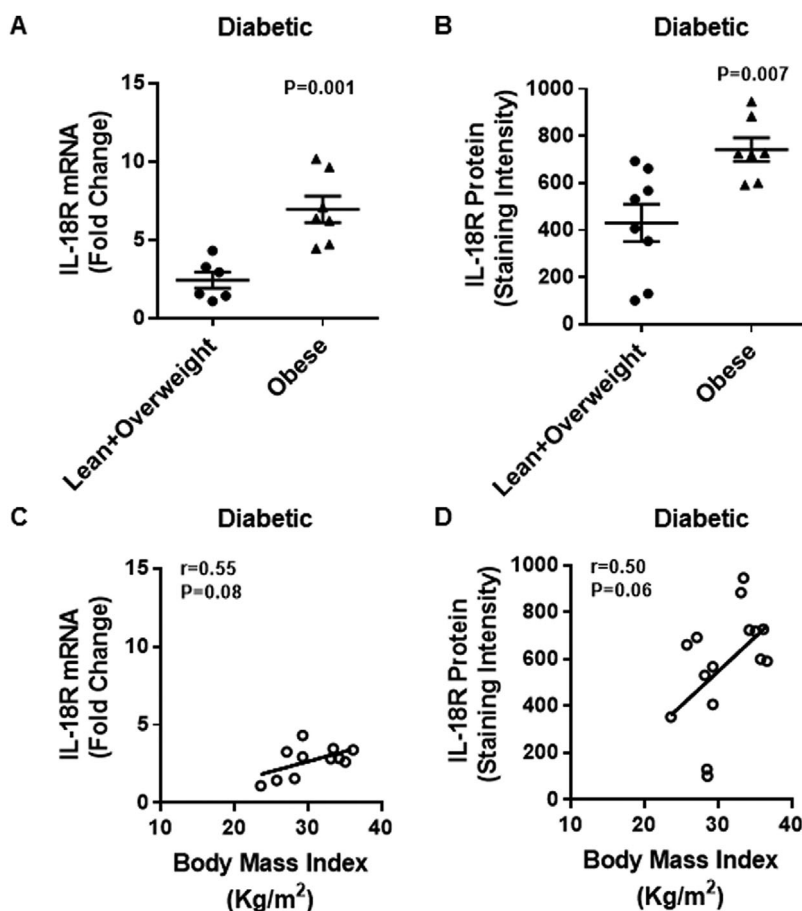 A
Diabetic
IL-18R mRNA
(Fold Change)
15
10
5
0
P=0.001
Lean+Overweight
Obese
B
Diabetic
IL-18R Protein
(Staining Intensity)
1000
800
600
400
200
0
P=0.007
Lean+Overweight
Obese
C
Diabetic
IL-18R mRNA
(Fold Change)
15
10
5
0
r=0.55
P=0.08
10 20 30 40
Body Mass Index
(Kg/m²)
D
Diabetic
IL-18R Protein
(Staining Intensity)
1000
800
600
400
200
0
r=0.50
P=0.06
10 20 30 40
Body Mass Index
(Kg/m²)